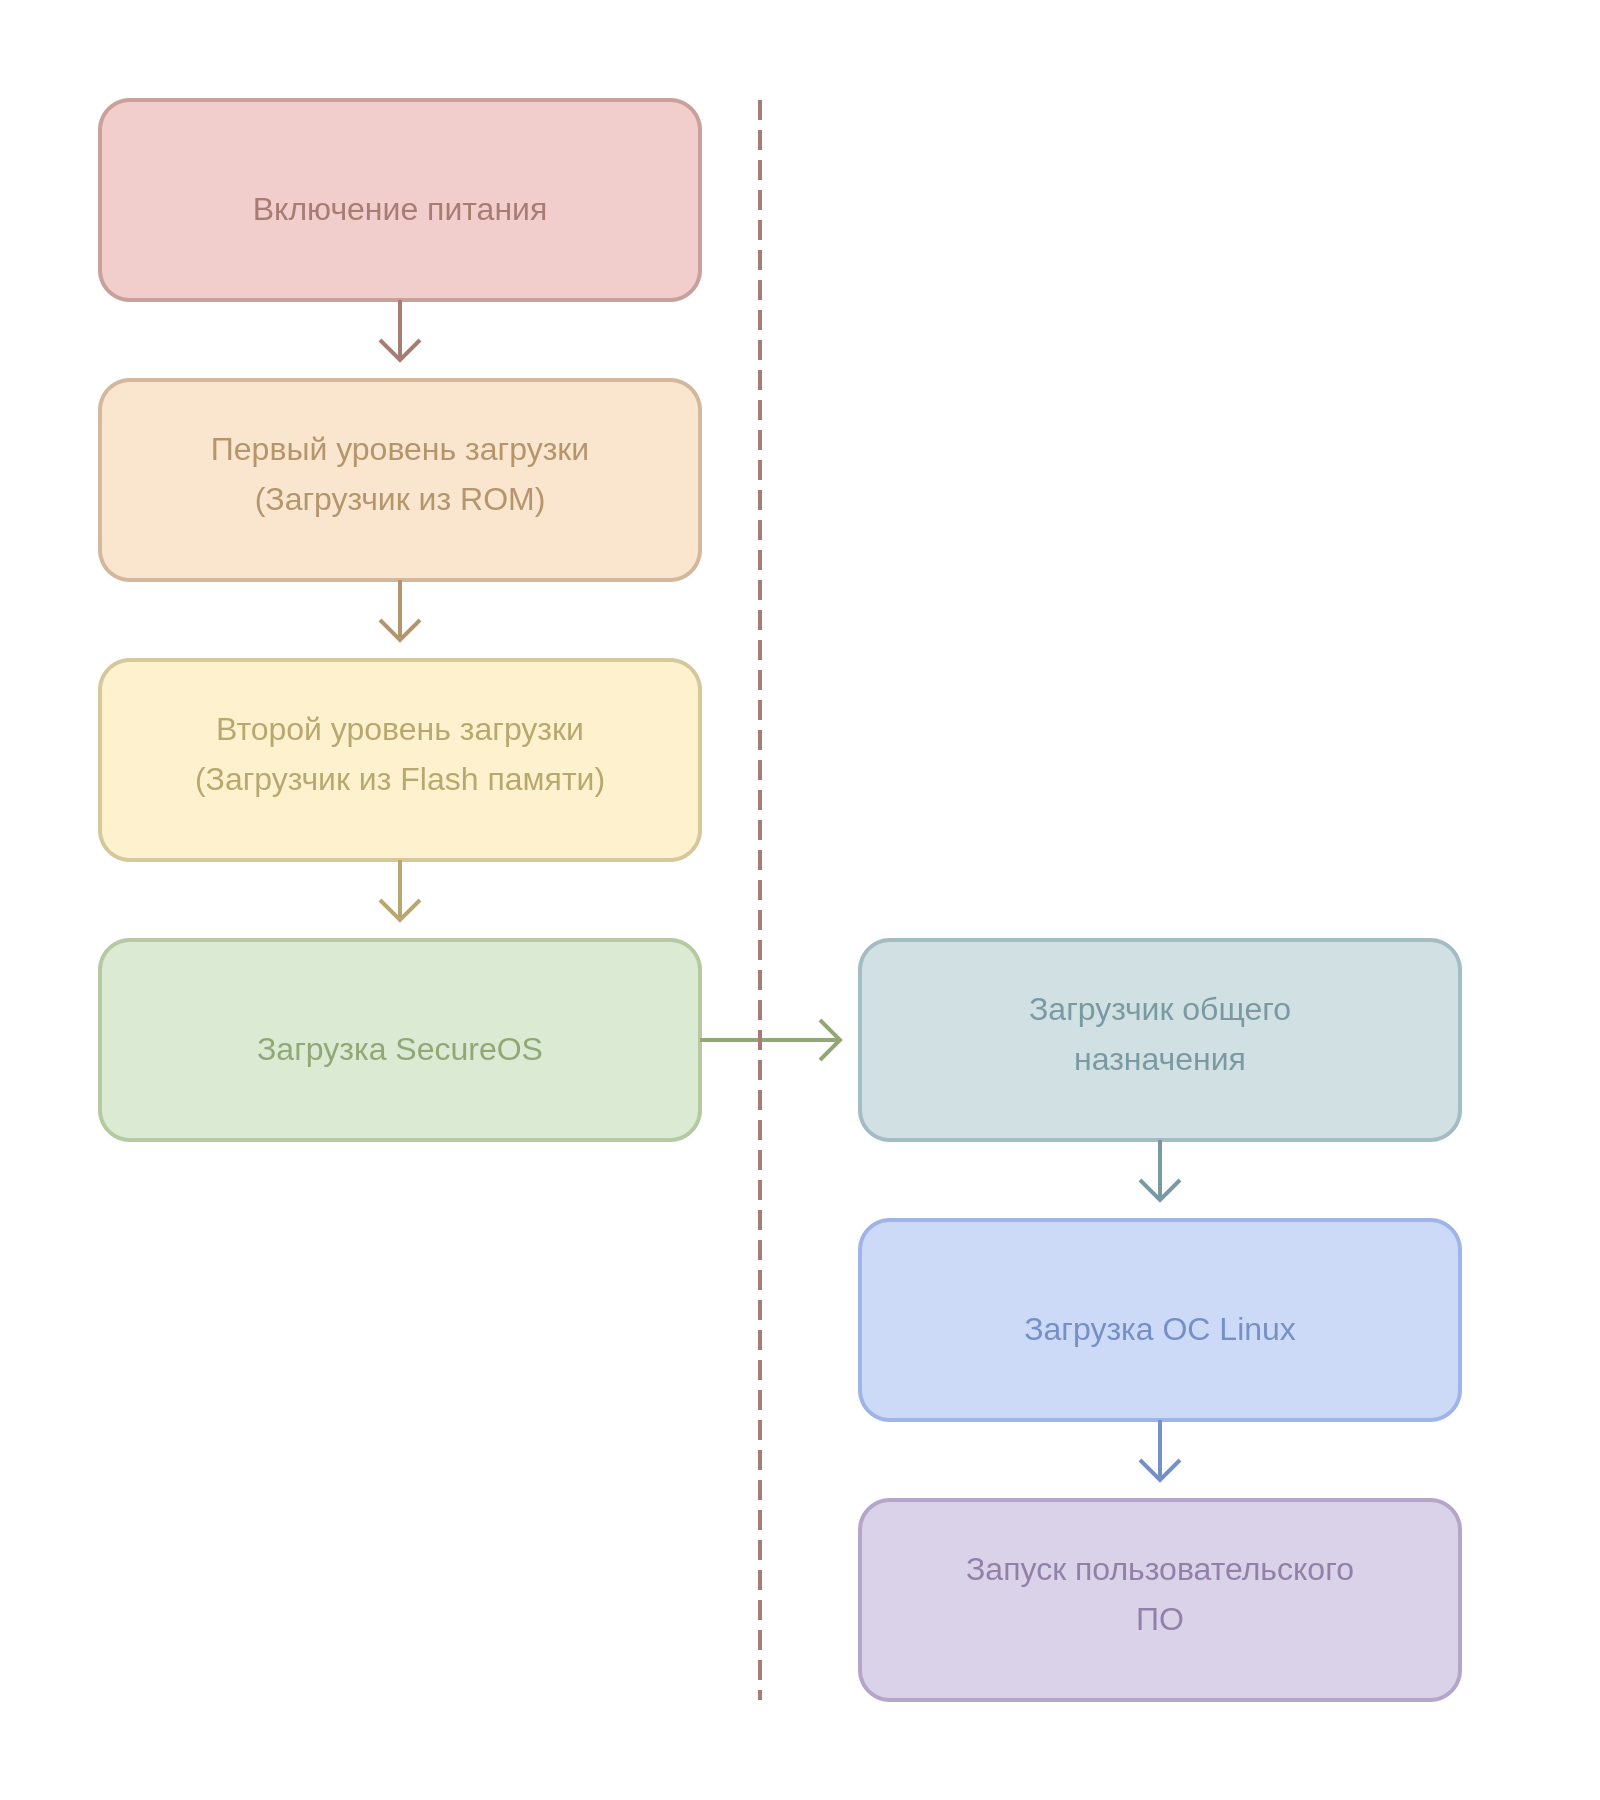 Включение питания
Первый уровень загрузки
(Загрузчик из ROM)
Второй уровень загрузки
(Загрузчик из Flash памяти)
Загрузка SecureOS
Загрузчик общего
назначения
Загрузка ОС Linux
Запуск пользовательского
ПО